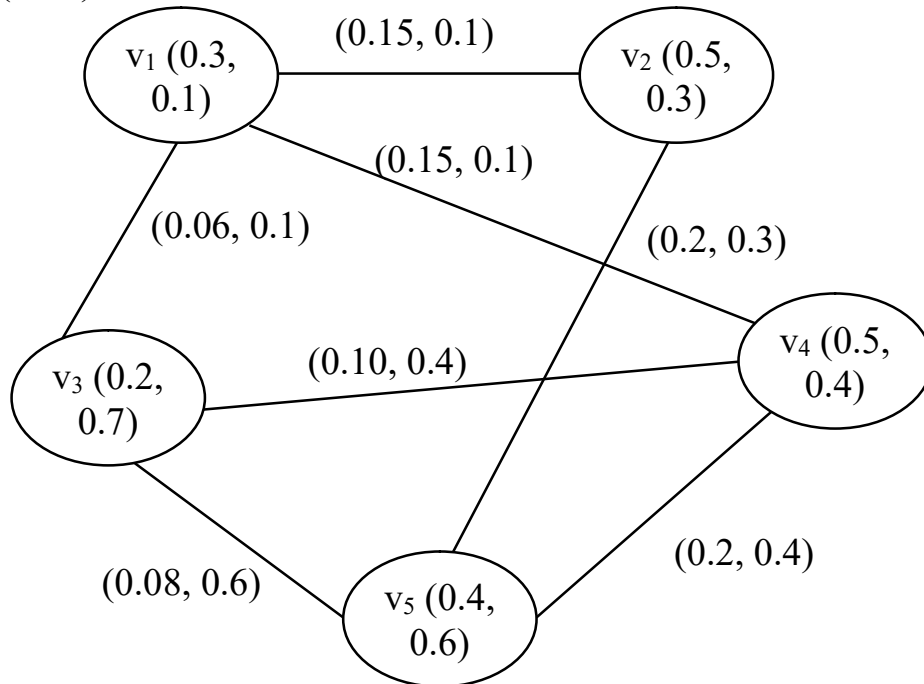 v₁ (0.3,
0.1)
(0.15, 0.1)
v₂ (0.5,
0.3)
(0.15, 0.1)
(0.06, 0.1)
(0.2, 0.3)
v₄ (0.5,
0.4)
(0.10, 0.4)
v₃ (0.2,
0.7)
(0.2, 0.4)
(0.08, 0.6)
v₅ (0.4,
0.6)